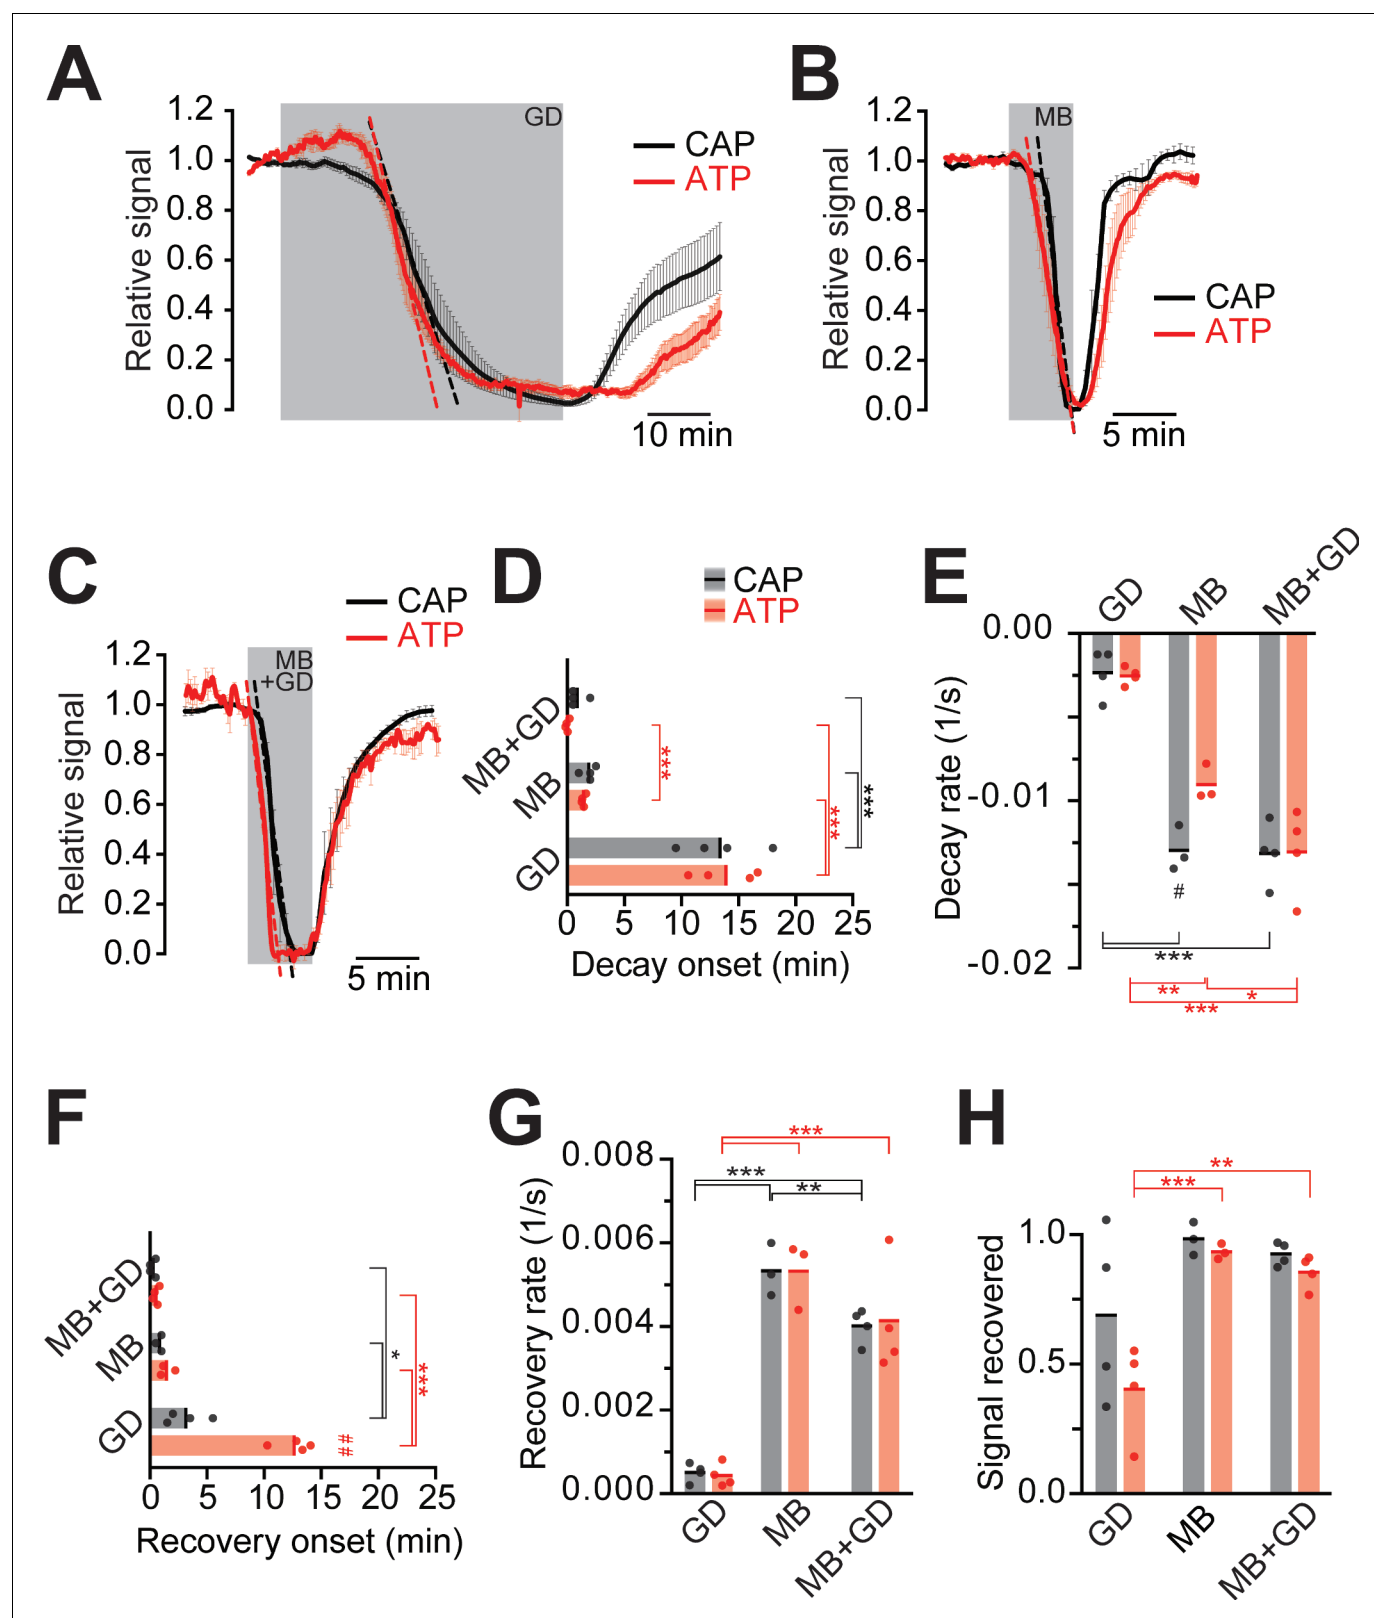 A
1.2
1.0
0.8
0.6
0.4
0.2
0.0
Relative signal
GD
CAP
ATP
10 min
B
1.2
1.0
0.8
0.6
0.4
0.2
0.0
Relative signal
MB
CAP
ATP
5 min
C
CAP
ATP
1.2
1.0
0.8
0.6
0.4
0.2
0.0
Relative signal
MB
+GD
5 min
D
CAP
ATP
MB+GD
MB
GD
***
***
***
0 5 10 15 20 25
Decay onset (min)
E
GD MB MB+GD
0.00
-0.01
-0.02
Decay rate (1/s)
#
***
** *
***
F
MB+GD
MB
GD
*
***
##
0 5 10 15 20 25
Recovery onset (min)
G
0.008
0.006
0.004
0.002
0.000
Recovery rate (1/s)
***
***
**
GD MB MB+GD
H
1.0
0.5
0.0
Signal recovered
**
***
GD MB MB+GD